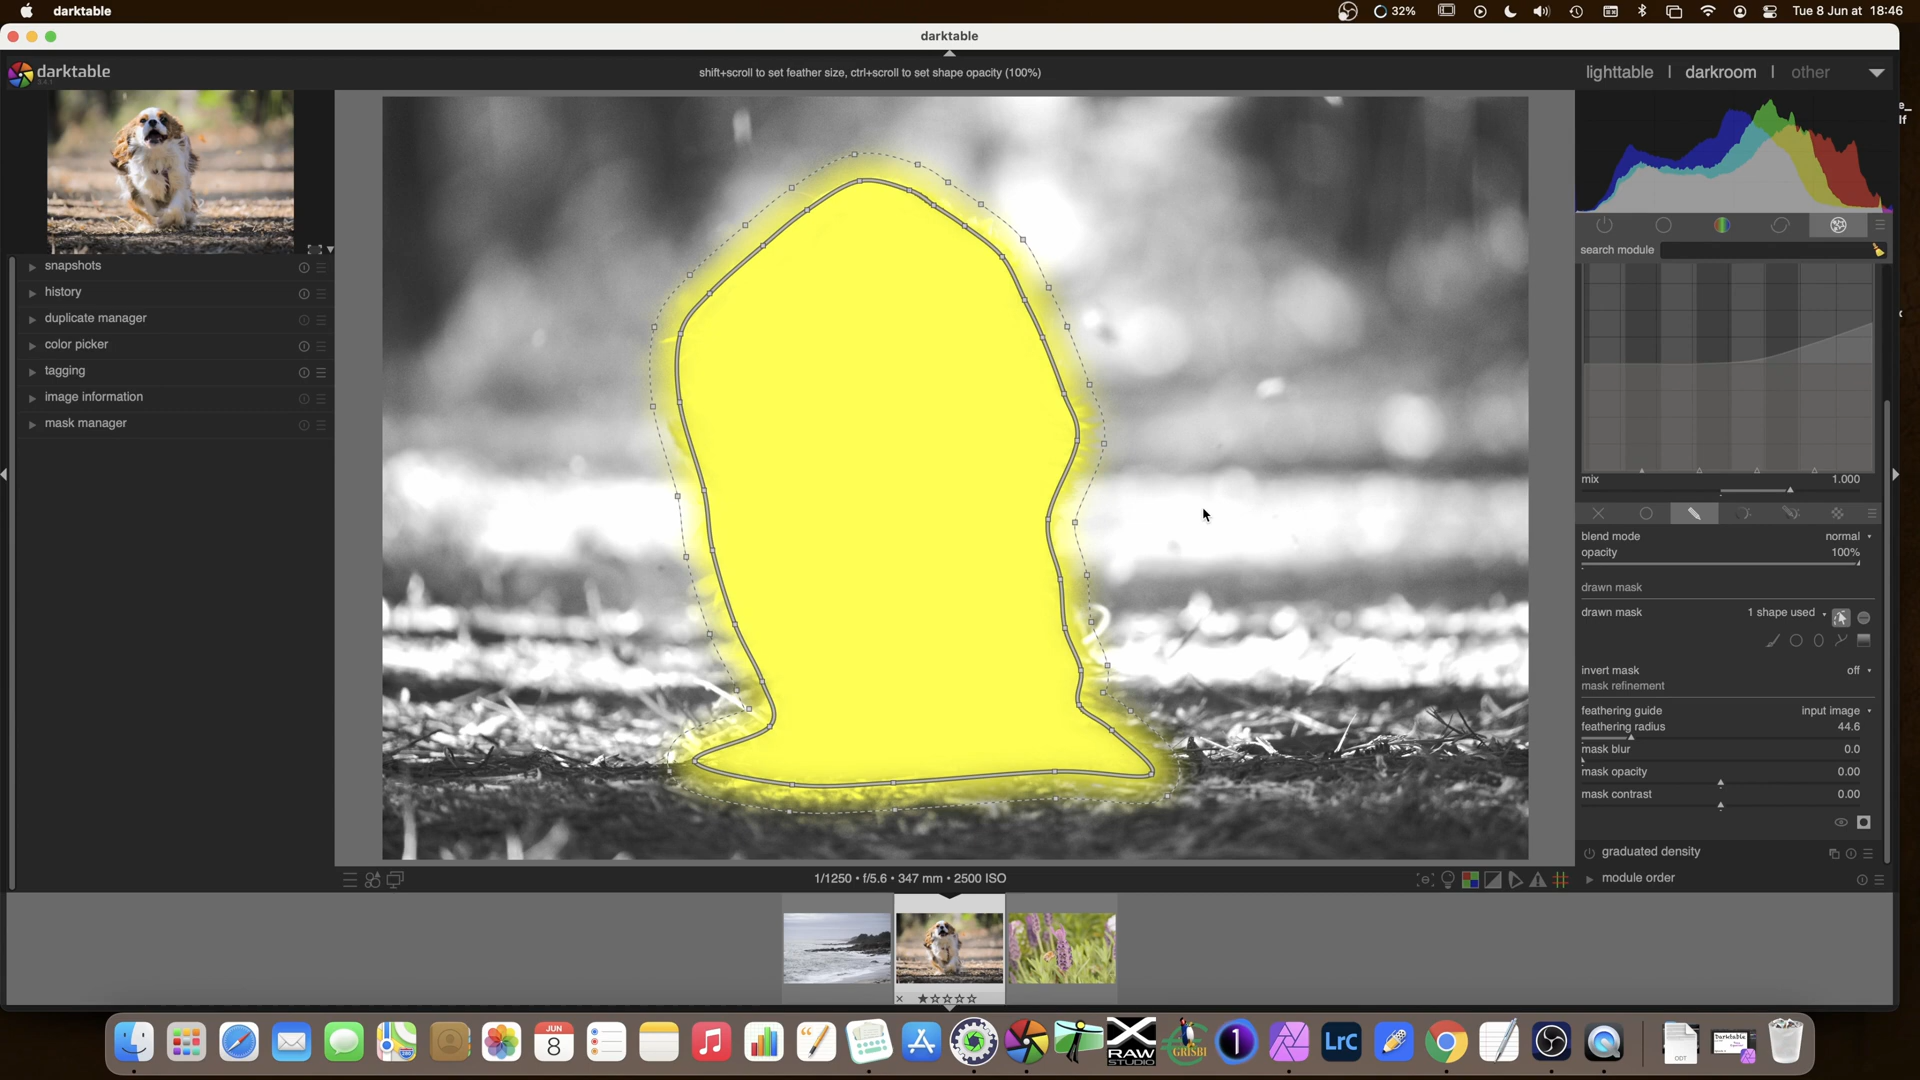 darktable
32%
Tue 8 Jun at 18:46
darktable
darktable
shift+scroll to set feather size, ctrl+scroll to set shape opacity (100%)
lighttable | darkroom | other
snapshots
history
duplicate manager
color picker
tagging
image information
mask manager
search module
mix 1.000
blend mode normal
opacity 100%
drawn mask
drawn mask 1 shape used
invert mask off
mask refinement
feathering guide input image
feathering radius 44.6
mask blur 0.0
mask opacity 0.00
mask contrast 0.00
graduated density
module order
1/1250 • f/5.6 • 347 mm • 2500 ISO
JUN
8
X
RAW
STUDIO
GRISBI
1
LrC
ODT
Darktable